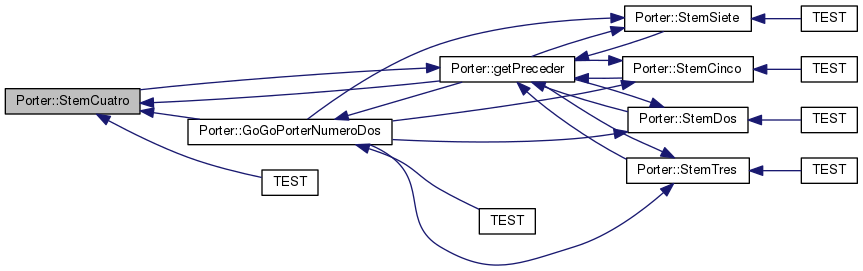 Porter::StemSiete
TEST
Porter::getPreceder
Porter::StemCinco
TEST
Porter::StemCuatro
Porter::GoGoPorterNumeroDos
Porter::StemDos
TEST
Porter::StemTres
TEST
TEST
TEST